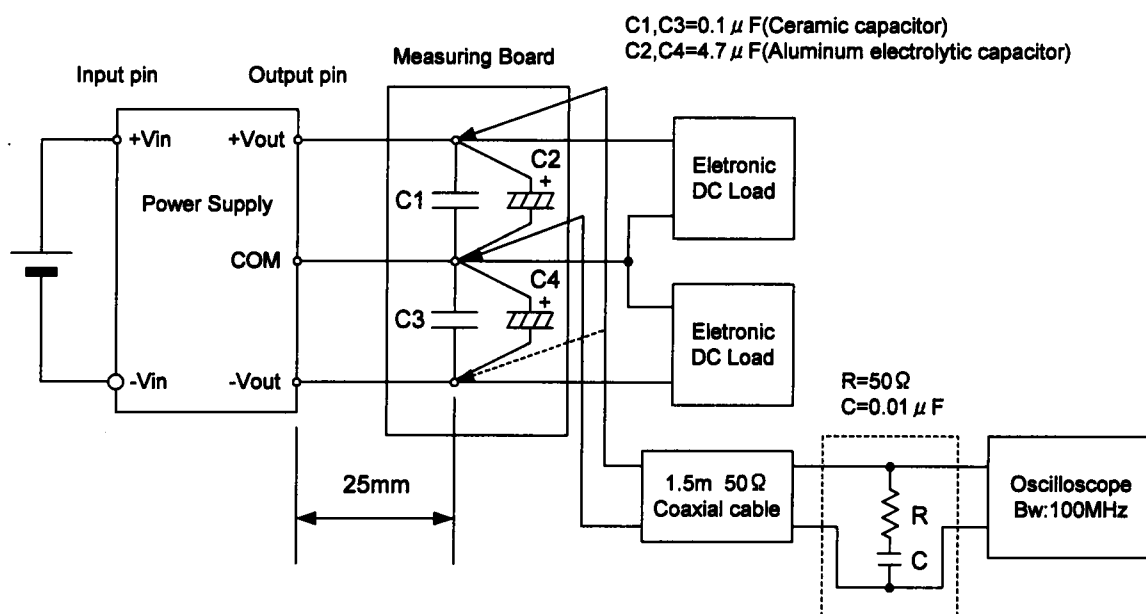 C1,C3=0.1 μ F(Ceramic capacitor)
C2,C4=4.7 μ F(Aluminum electrolytic capacitor)
Measuring Board
Input pin
Output pin
+Vin
+Vout
C2
+
Eletronic
DC Load
C1
Power Supply
COM
C4
+
C3
Eletronic
DC Load
-Vin
-Vout
R=50Ω
C=0.01 μ F
25mm
1.5m 50Ω
Coaxial cable
R
C
Oscilloscope
Bw:100MHz